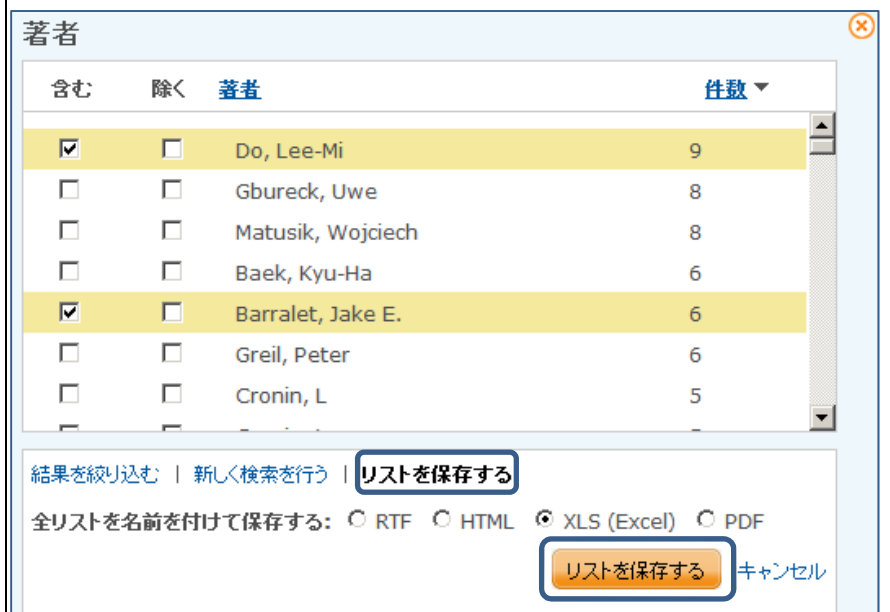 著者
含む 除く 著者 件数
Do, Lee-Mi 9
Gbureck, Uwe 8
Matusik, Wojciech 8
Baek, Kyu-Ha 6
Barralet, Jake E. 6
Greil, Peter 6
Cronin, L 5
結果を絞り込む | 新しく検索を行う | リストを保存する
全リストを名前を付けて保存する: RTF HTML XLS (Excel) PDF
リストを保存する キャンセル